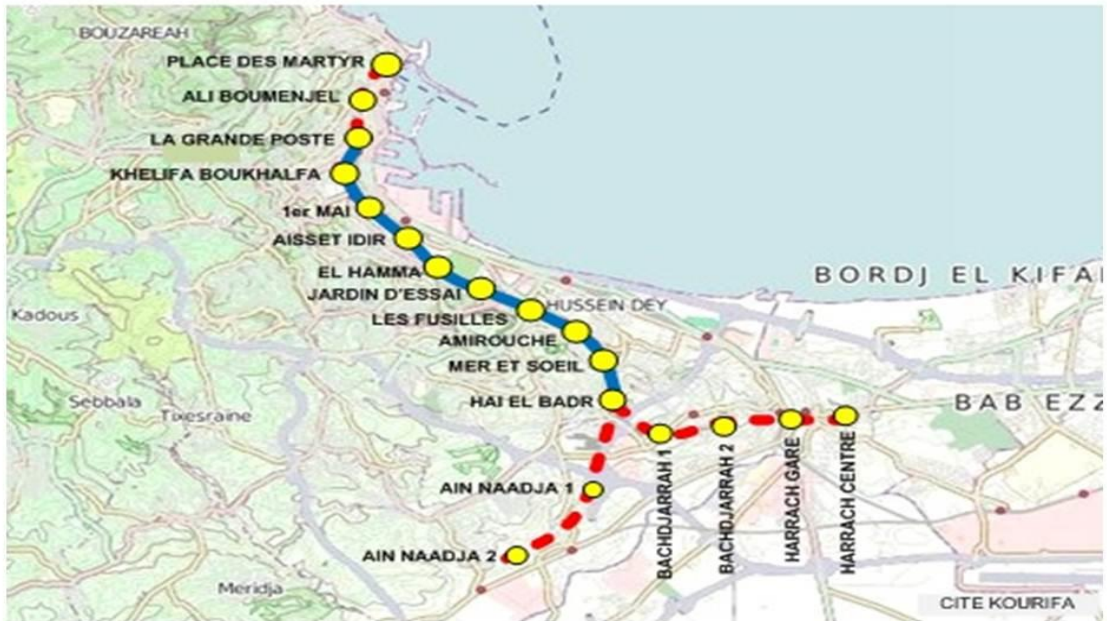 BOUZAREAH
PLACE DES MARTYR
ALI BOUMENJEL
LA GRANDE POSTE
KHELIFA BOUKHALFA
1er MAI
AISSET IDIR
EL HAMMA
BORDJ EL KIFA
JARDIN D'ESSAI
HUSSEIN DEY
Kadous
LES FUSILLES
AMIROUCHE
MER ET SOEIL
Sebbala
HAI EL BADR
BAB EZZ
Tixesraine
BACHDJARRAH 1
BACHDJARRAH 2
HARRACH GARE
HARRACH CENTRE
AIN NAADJA 1
AIN NAADJA 2
Meridja
CITE KOURIFA